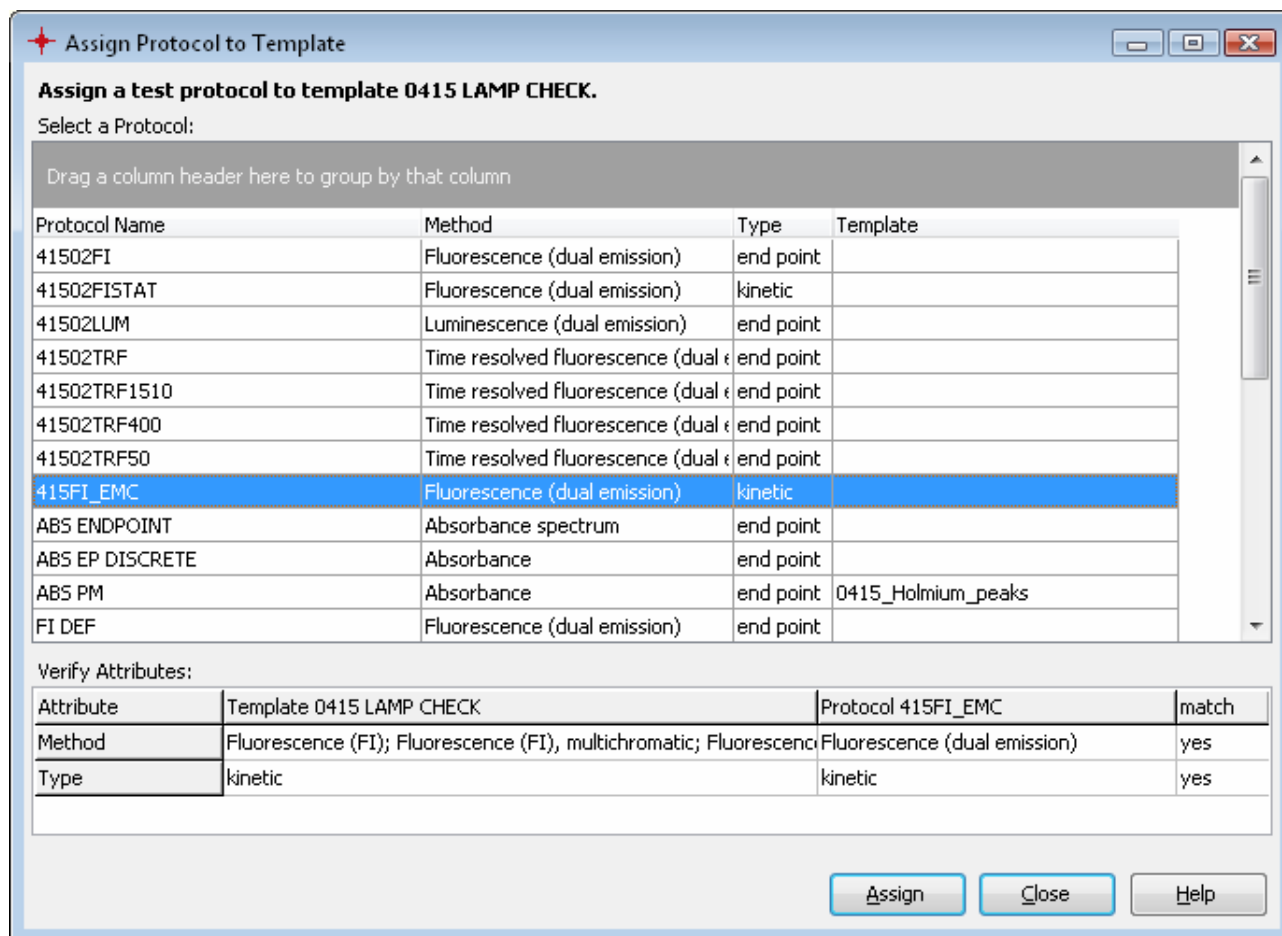 Assign Protocol to Template
Assign a test protocol to template 0415 LAMP CHECK.
Select a Protocol:
Drag a column header here to group by that column
Protocol Name Method Type Template
41502FI Fluorescence (dual emission) end point
41502FISTAT Fluorescence (dual emission) kinetic
41502LUM Luminescence (dual emission) end point
41502TRF Time resolved fluorescence (dual e end point
41502TRF1510 Time resolved fluorescence (dual e end point
41502TRF400 Time resolved fluorescence (dual e end point
41502TRF50 Time resolved fluorescence (dual e end point
415FI_EMC Fluorescence (dual emission) kinetic
ABS ENDPOINT Absorbance spectrum end point
ABS EP DISCRETE Absorbance end point
ABS PM Absorbance end point 0415_Holmium_peaks
FI DEF Fluorescence (dual emission) end point
Verify Attributes:
Attribute Template 0415 LAMP CHECK Protocol 415FI_EMC match
Method Fluorescence (FI); Fluorescence (FI), multichromatic; Fluorescenc Fluorescence (dual emission) yes
Type kinetic kinetic yes
Assign Close Help